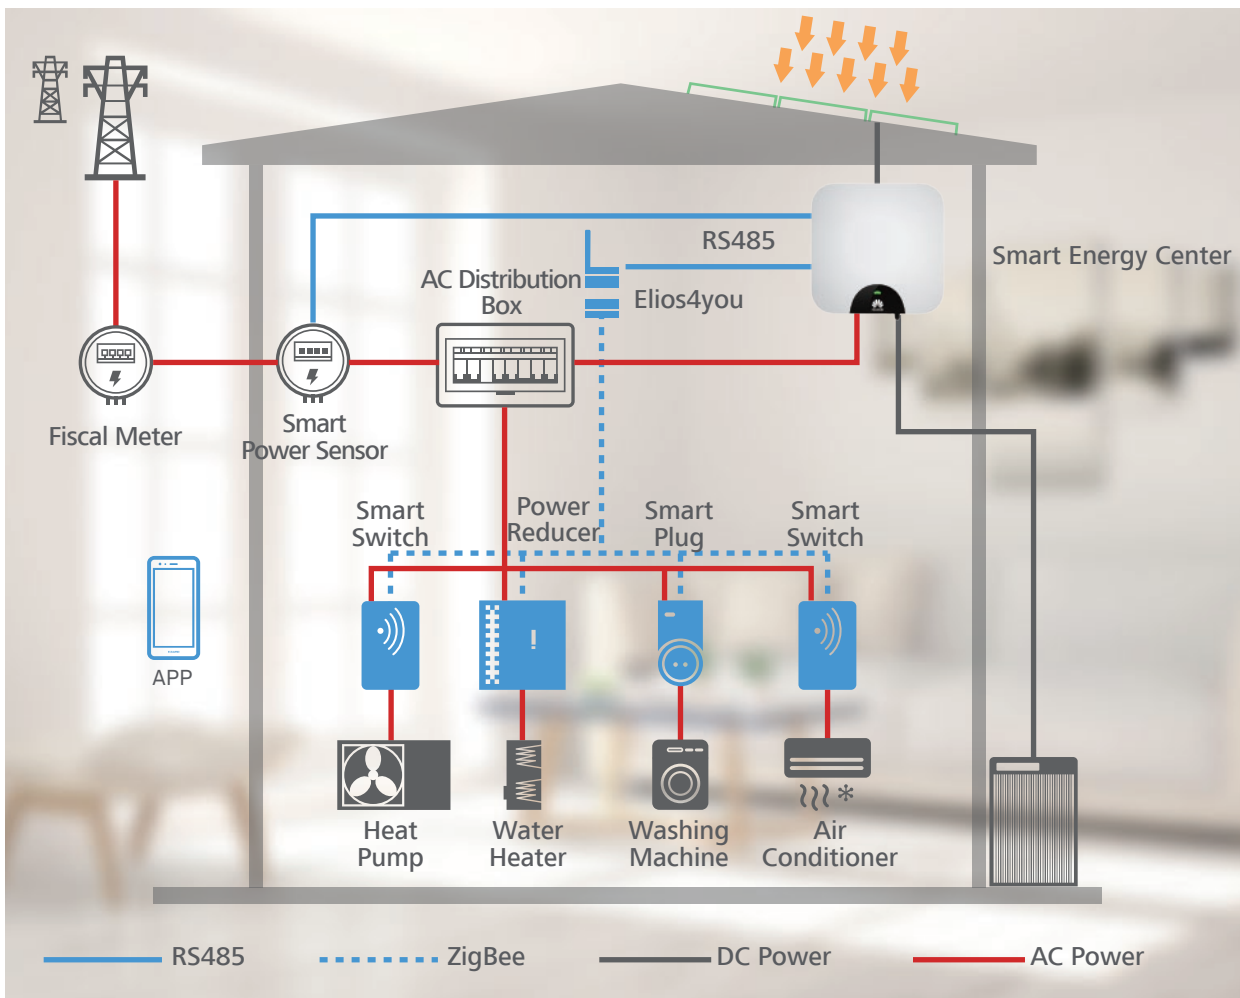 RS485
Smart Energy Center
AC Distribution
Box
Elios4you
Fiscal Meter
Smart
Power Sensor
Smart
Switch
Power
Reducer
Smart
Plug
Smart
Switch
!
APP
Heat
Pump
Water
Heater
Washing
Machine
Air
Conditioner
RS485
ZigBee
DC Power
AC Power